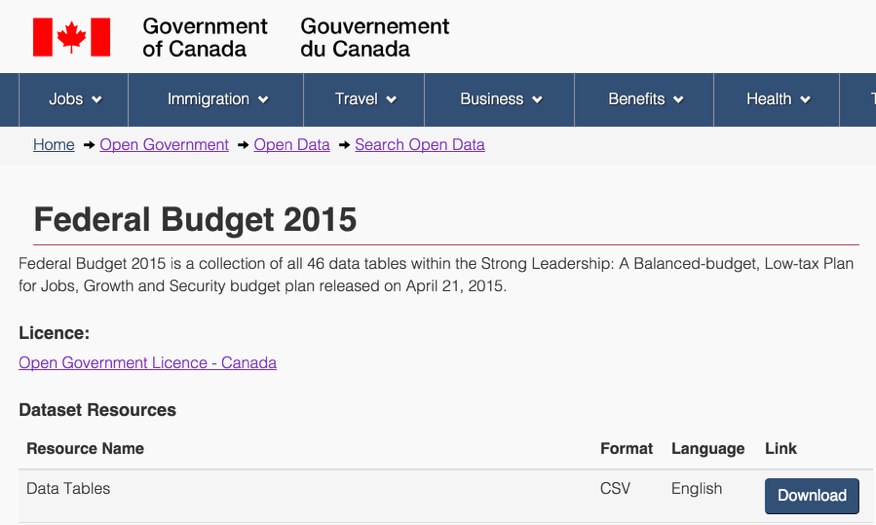 Government Gouvernement
of Canada du Canada
Jobs Immigration Travel Business Benefits Health T
Home Open Government Open Data Search Open Data
Federal Budget 2015
Federal Budget 2015 is a collection of all 46 data tables within the Strong Leadership: A Balanced-budget, Low-tax Plan
for Jobs, Growth and Security budget plan released on April 21, 2015.
Licence:
Open Government Licence - Canada
Dataset Resources
Resource Name Format Language Link
Data Tables CSV English Download